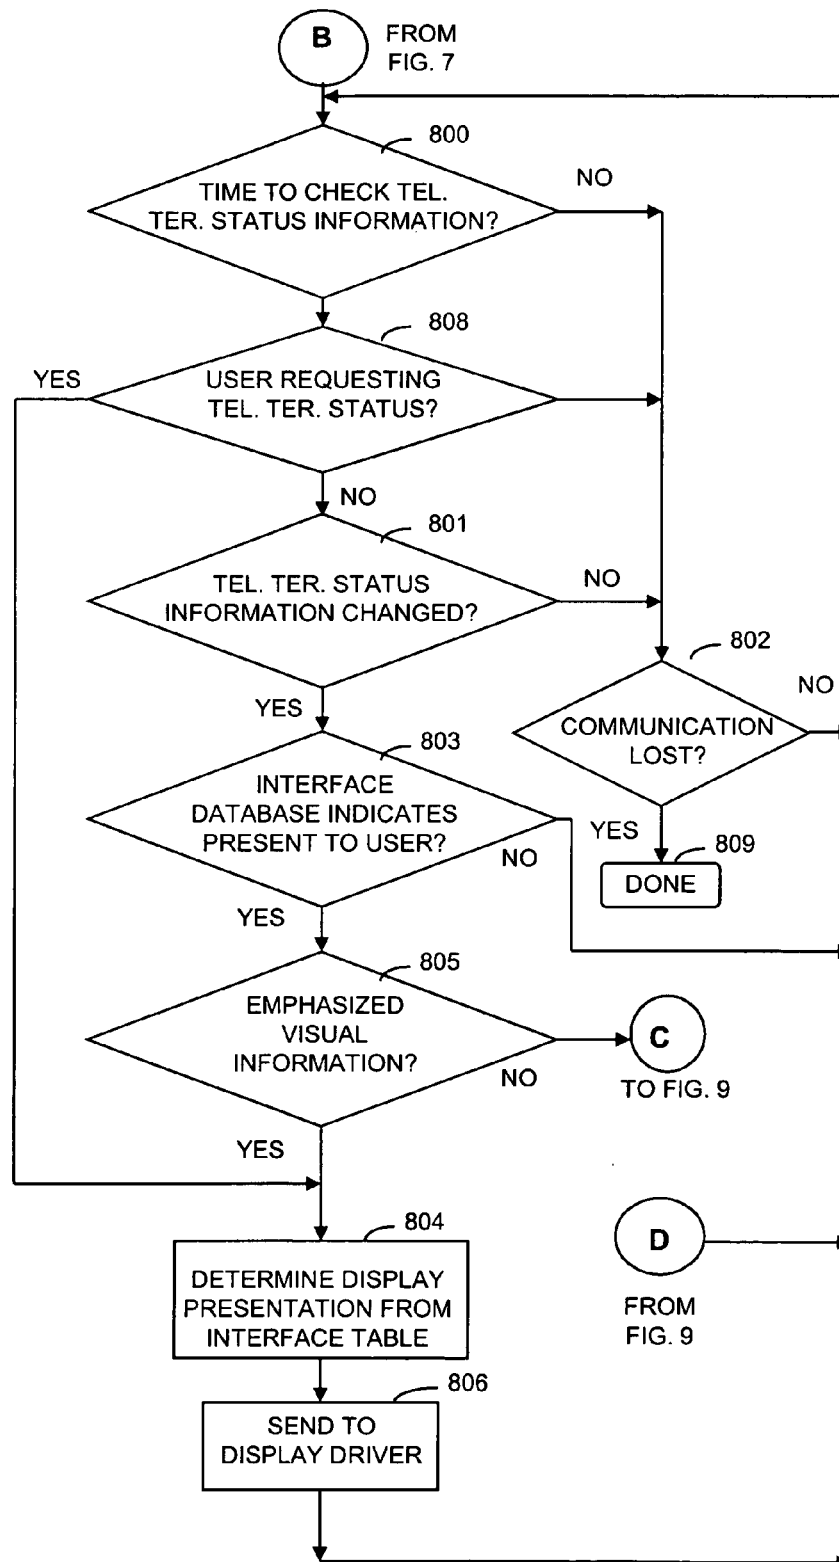 B
FROM
FIG. 7
800
TIME TO CHECK TEL.
TER. STATUS INFORMATION?
NO
808
YES
USER REQUESTING
TEL. TER. STATUS?
NO
801
TEL. TER. STATUS
INFORMATION CHANGED?
NO
802
YES
NO
COMMUNICATION
LOST?
803
INTERFACE
DATABASE INDICATES
PRESENT TO USER?
NO
YES
809
DONE
YES
805
EMPHASIZED
VISUAL
INFORMATION?
NO
C
TO FIG. 9
YES
804
DETERMINE DISPLAY
PRESENTATION FROM
INTERFACE TABLE
D
FROM
FIG. 9
806
SEND TO
DISPLAY DRIVER